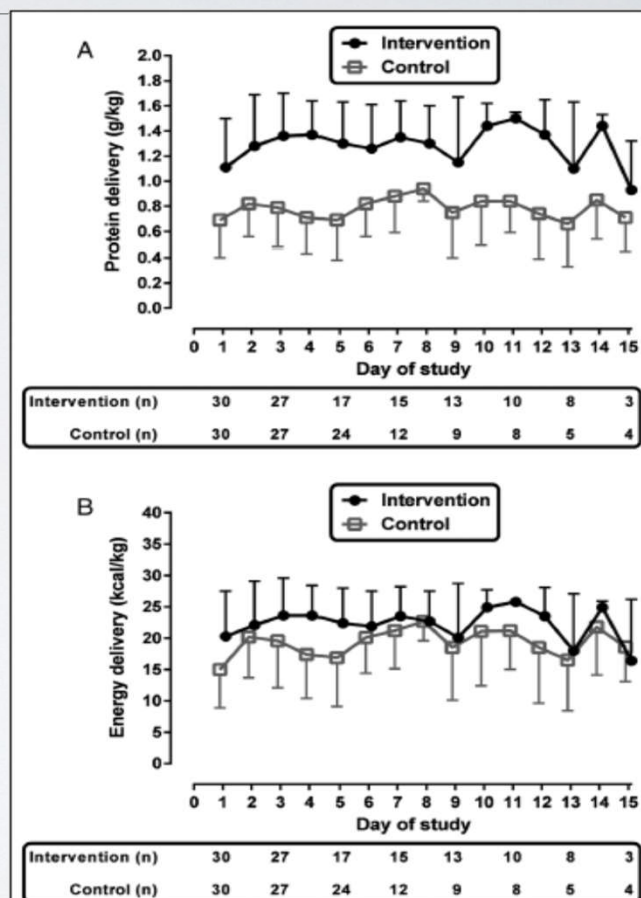 A
Intervention
Control
Protein delivery (g/kg)
2.0
1.8
1.6
1.4
1.2
1.0
0.8
0.6
0.4
0.2
0.0
0 1 2 3 4 5 6 7 8 9 10 11 12 13 14 15
Day of study
Intervention (n) 30 27 17 15 13 10 8 3
Control (n) 30 27 24 12 9 8 5 4
B
Intervention
Control
Energy delivery (kcal/kg)
40
35
30
25
20
15
10
5
0
0 1 2 3 4 5 6 7 8 9 10 11 12 13 14 15
Day of study
Intervention (n) 30 27 17 15 13 10 8 3
Control (n) 30 27 24 12 9 8 5 4